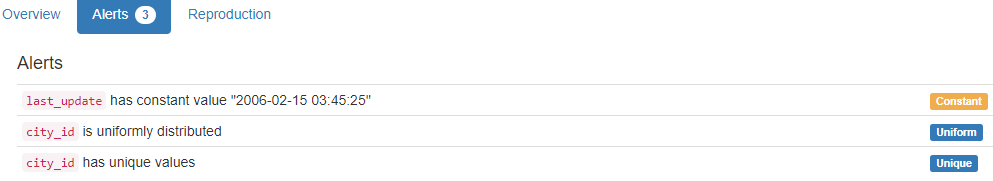 Overview Alerts 3 Reproduction
Alerts
last_update has constant value "2006-02-15 03:45:25" Constant
city_id is uniformly distributed Uniform
city_id has unique values Unique